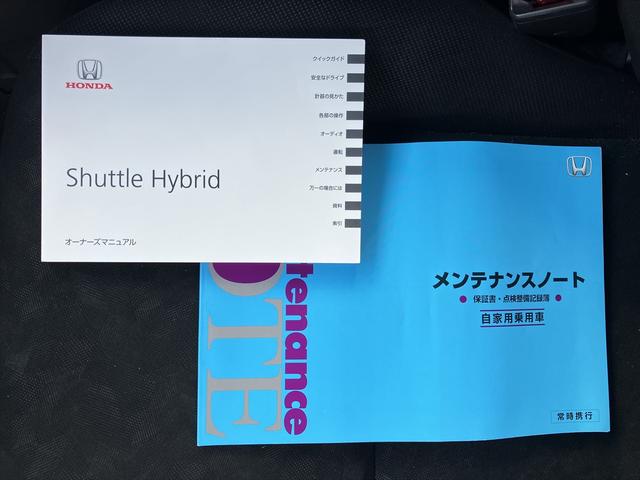 HONDA
Shuttle Hybrid
オーナーズマニュアル
クイックガイド
安全なドライブ
計器の見かた
各部の操作
オーディオ
運転
メンテナンス
万一の場合には
資料
索引
メンテナンスノート
保証書・点検整備記録簿
自家用乗用車
常時携行
tenance
OTE